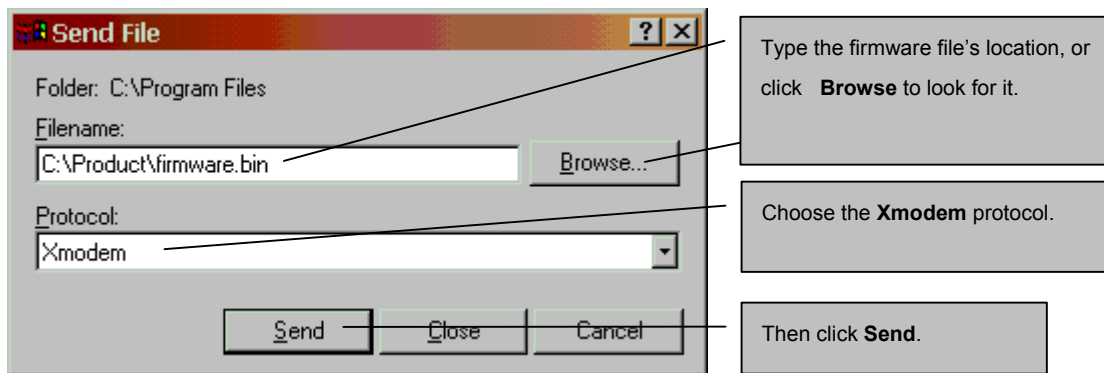 Send File
Folder: C:\Program Files
Filename:
C:\Product\firmware.bin
Browse...
Protocol:
Xmodem
Send
Close
Cancel
Type the firmware file's location, or
click Browse to look for it.
Choose the Xmodem protocol.
Then click Send.